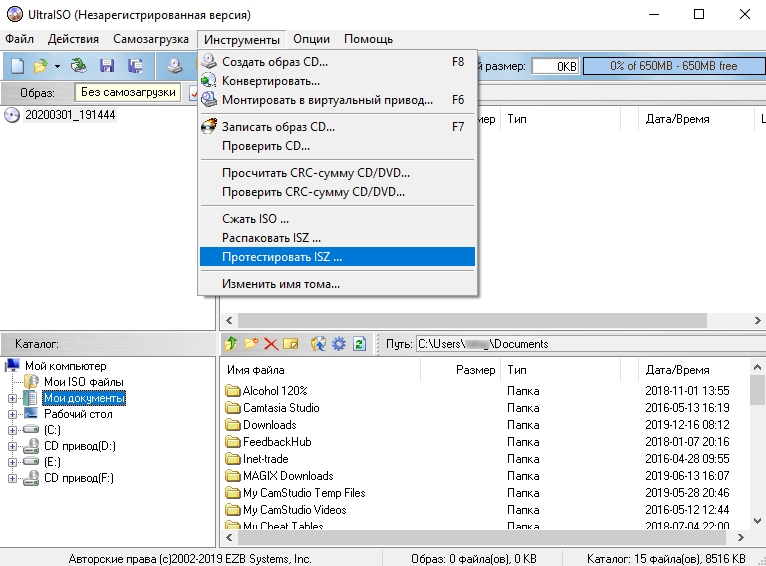 UltraISO (Незарегистрированная версия)
Файл Действия Самозагрузка Инструменты Опции Помощь
й размер: 0KB 0% of 650MB - 650MB free
Образ: Без самозагрузки
20200301_191444
мер Тип Дата/Время L
Создать образ CD... F8
Конвертировать...
Монтировать в виртуальный привод... F6
Записать образ CD... F7
Проверить CD...
Просчитать CRC-сумму CD/DVD...
Проверить CRC-сумму CD/DVD...
Сжать ISO ...
Распаковать ISZ ...
Протестировать ISZ ...
Изменить имя тома...
Каталог: Путь: C:\Users\ \Documents
Мой компьютер
Мои ISO файлы
Мои документы
Рабочий стол
(C:)
CD привод(D:)
(E:)
CD привод(F:)
Имя файла Размер Тип Дата/Время
Alcohol 120% Папка 2018-11-01 13:55
Camtasia Studio Папка 2016-05-13 16:19
Downloads Папка 2019-12-16 08:12
FeedbackHub Папка 2018-01-07 20:16
Inet-trade Папка 2016-04-28 09:55
MAGIX Downloads Папка 2019-06-13 16:07
My CamStudio Temp Files Папка 2019-05-28 20:46
My CamStudio Videos Папка 2016-05-12 12:44
My Cheat Tables Папка 2018-07-04 22:00
Авторские права (c)2002-2019 EZB Systems, Inc. Образ: 0 файла(ов), 0 KB Каталог: 15 файла(ов), 8516 KB